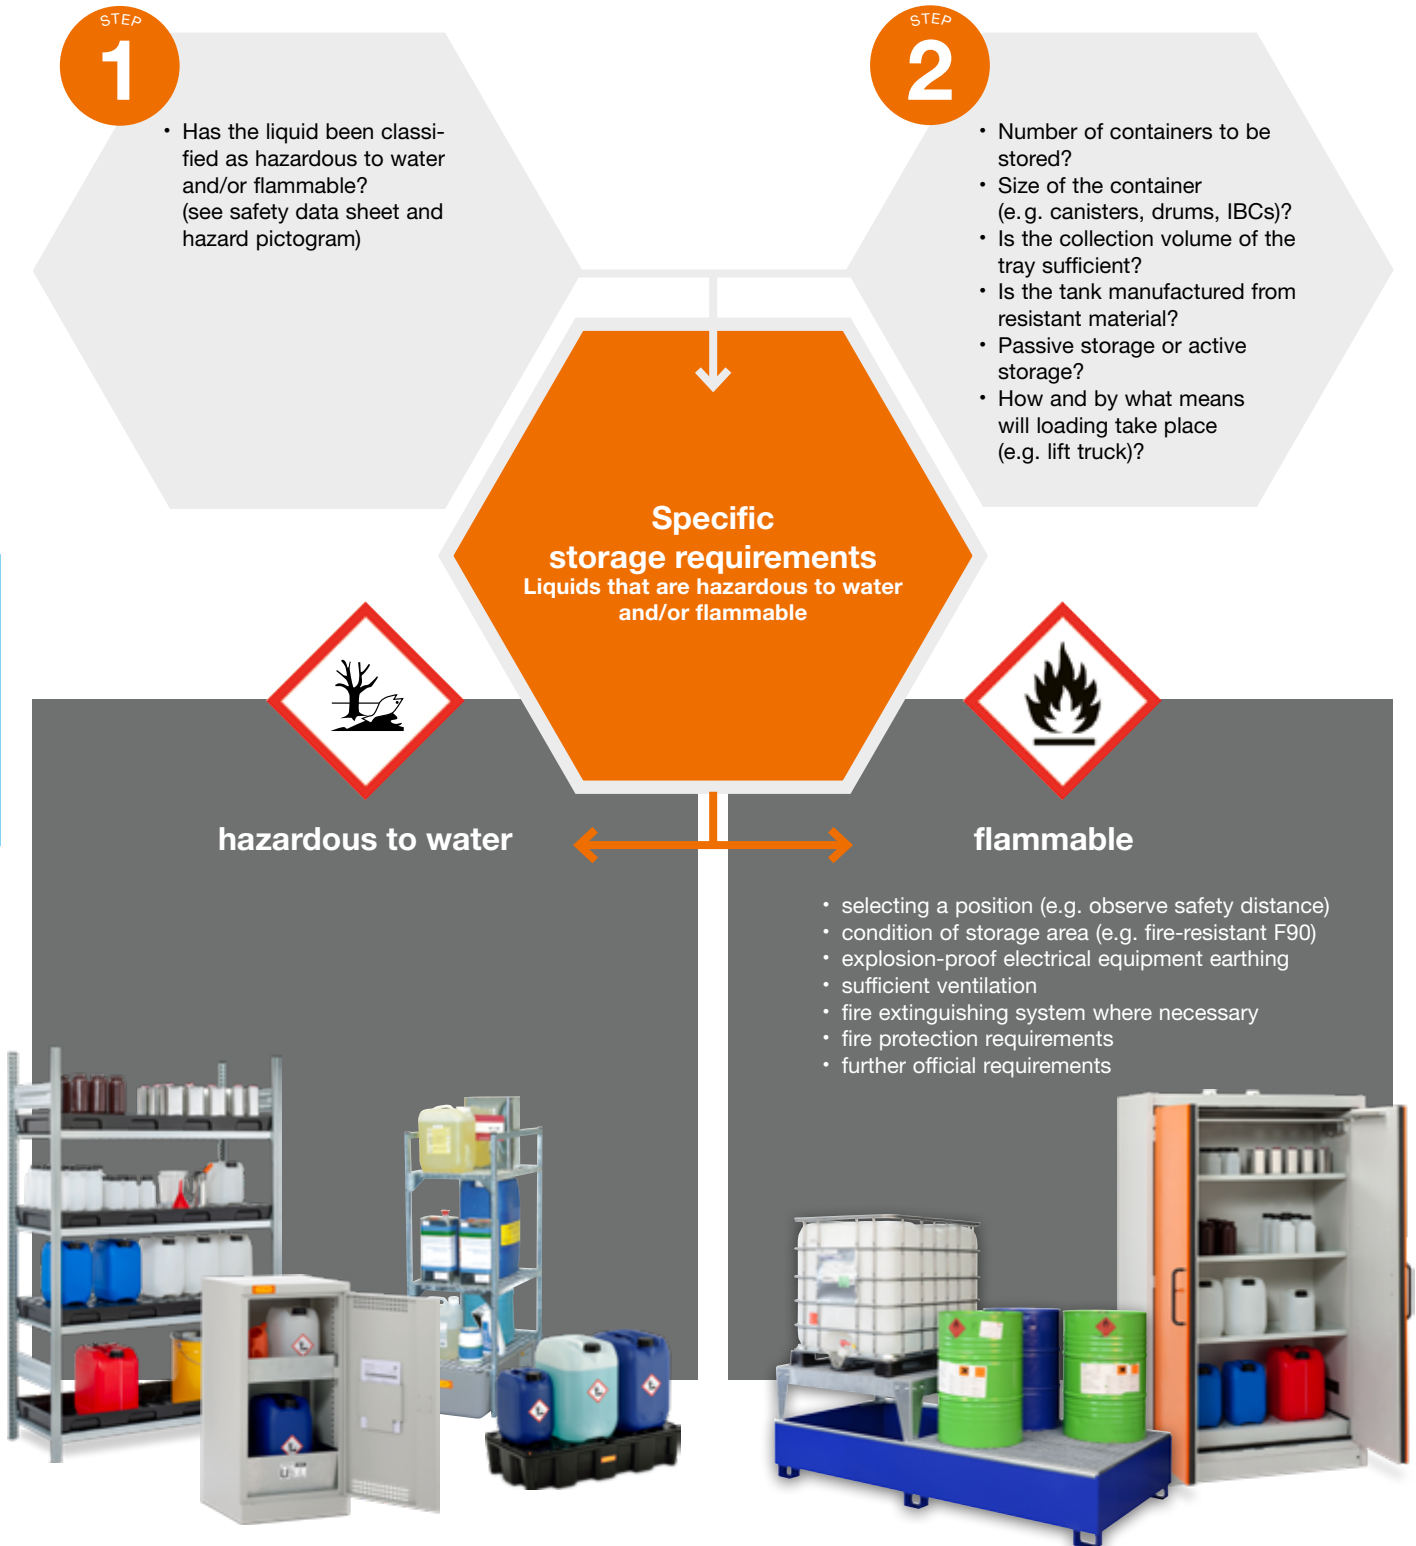 STEP
1
• Has the liquid been classi-
fied as hazardous to water
and/or flammable?
(see safety data sheet and
hazard pictogram)
STEP
2
• Number of containers to be
stored?
• Size of the container
(e.g. canisters, drums, IBCs)?
• Is the collection volume of the
tray sufficient?
• Is the tank manufactured from
resistant material?
• Passive storage or active
storage?
• How and by what means
will loading take place
(e.g. lift truck)?
Specific
storage requirements
Liquids that are hazardous to water
and/or flammable
hazardous to water
flammable
• selecting a position (e.g. observe safety distance)
• condition of storage area (e.g. fire-resistant F90)
• explosion-proof electrical equipment earthing
• sufficient ventilation
• fire extinguishing system where necessary
• fire protection requirements
• further official requirements